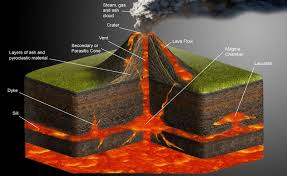 Steam, gas
and ash
cloud
Crater
Vent
Secondary or
Parasitic Cone
Lava Flow
Layers of ash and
pyroclastic material
Magma
Chamber
Laccolith
Dyke
Sill